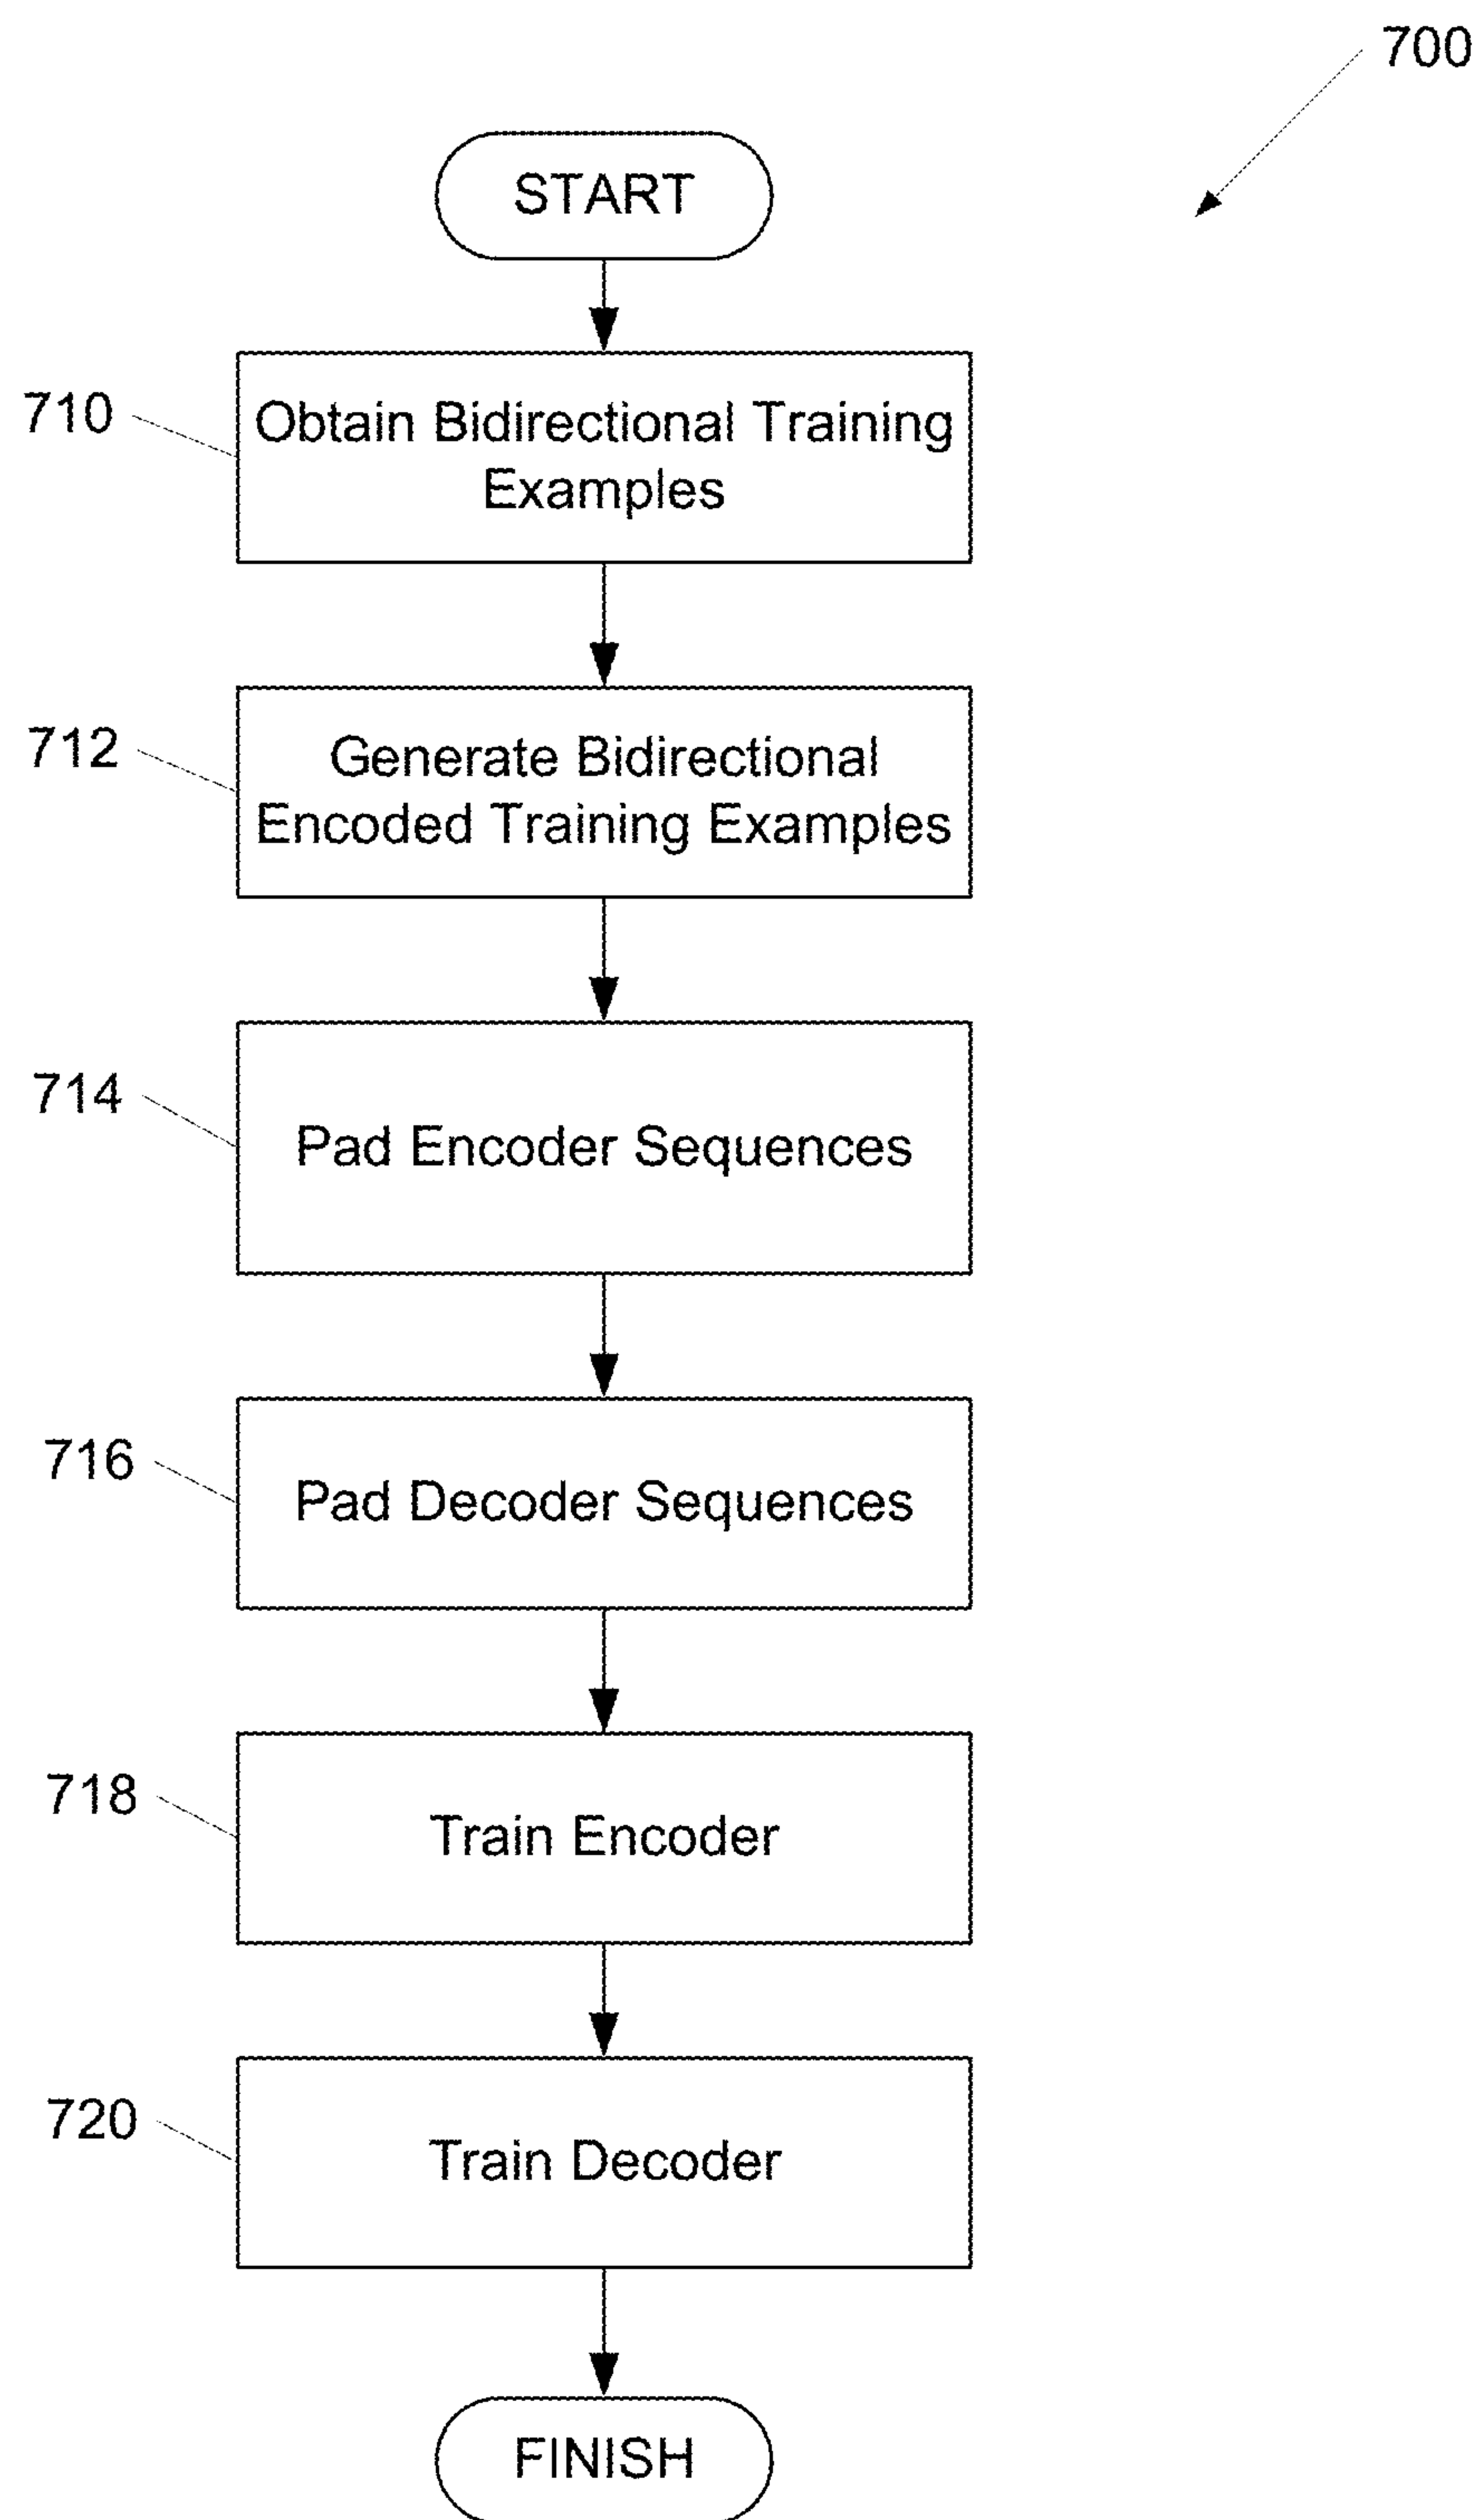 700
START
710
Obtain Bidirectional Training
Examples
712
Generate Bidirectional
Encoded Training Examples
714
Pad Encoder Sequences
716
Pad Decoder Sequences
718
Train Encoder
720
Train Decoder
FINISH